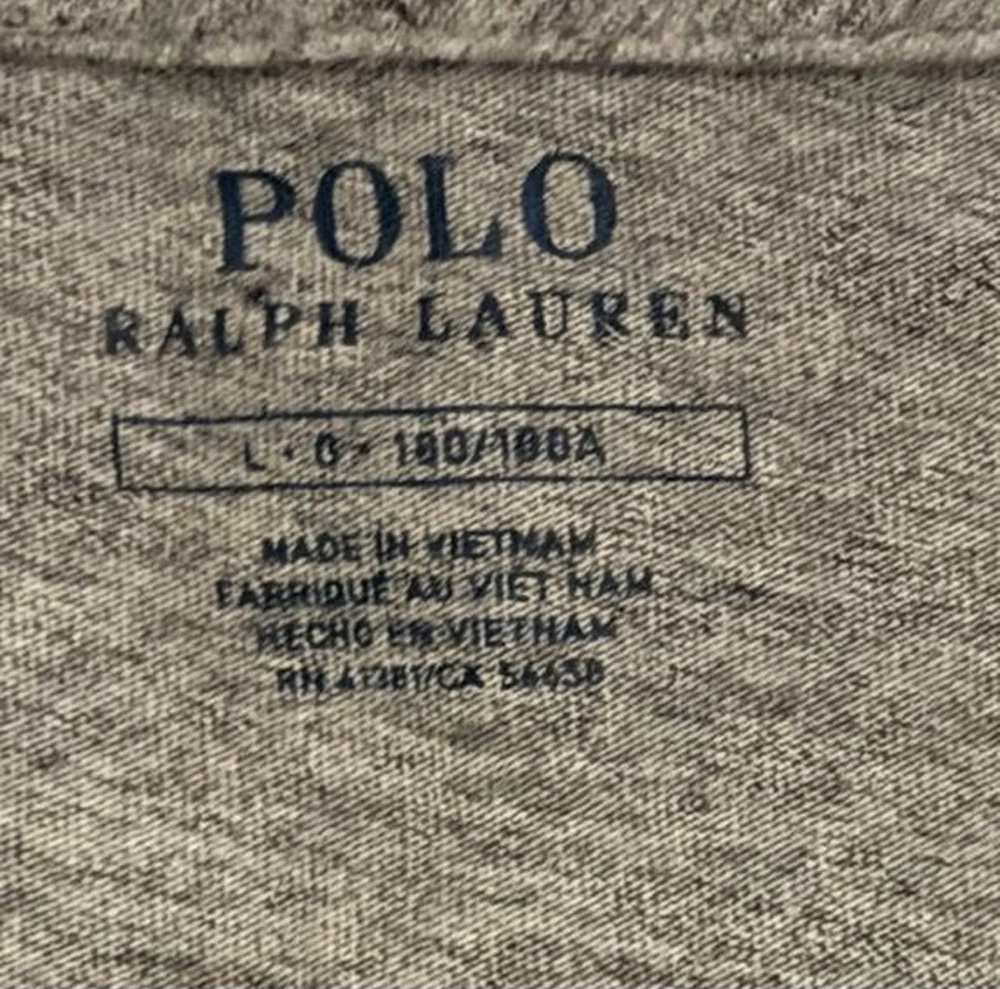 POLO
RALPH LAUREN
L · G · 180/100A
MADE IN VIETNAM
FABRIQUÉ AU VIET NAM
HECHO EN VIETNAM
RN 41381/CA 56658